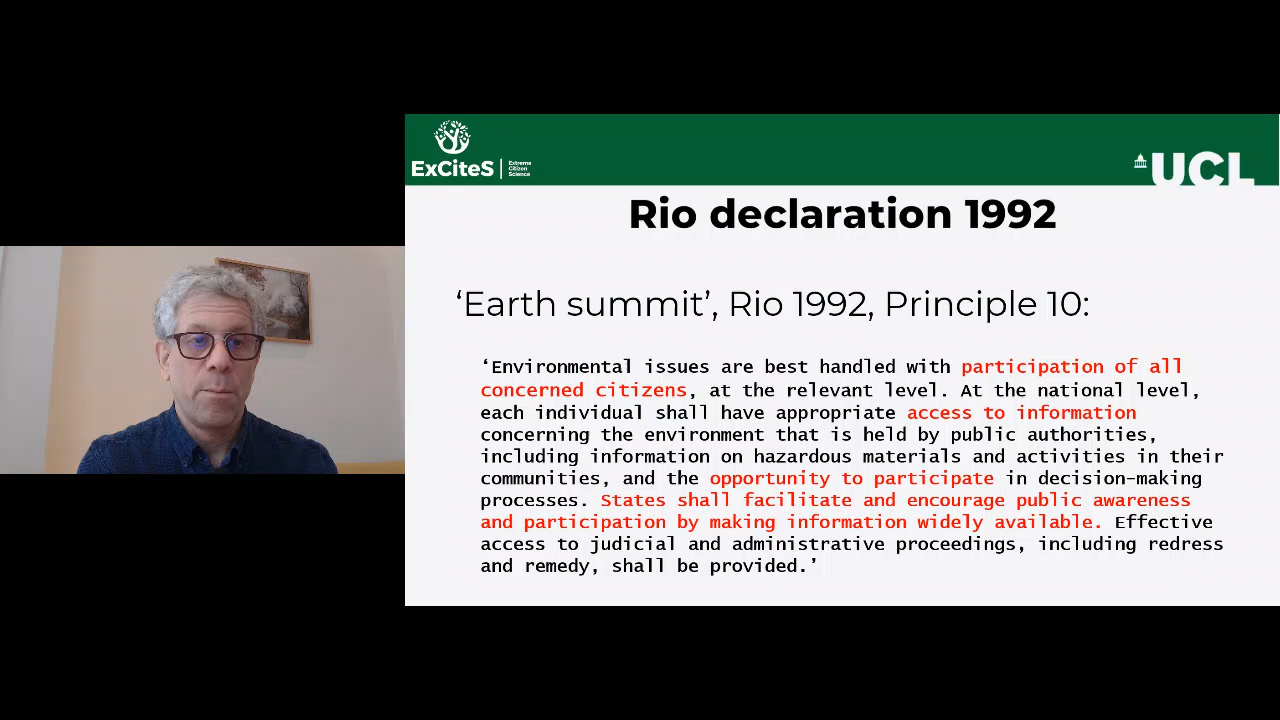 ExCiteS
Extreme
Citizen
Science
UCL
Rio declaration 1992
‘Earth summit’, Rio 1992, Principle 10:
‘Environmental issues are best handled with participation of all
concerned citizens, at the relevant level. At the national level,
each individual shall have appropriate access to information
concerning the environment that is held by public authorities,
including information on hazardous materials and activities in their
communities, and the opportunity to participate in decision-making
processes. States shall facilitate and encourage public awareness
and participation by making information widely available. Effective
access to judicial and administrative proceedings, including redress
and remedy, shall be provided.’